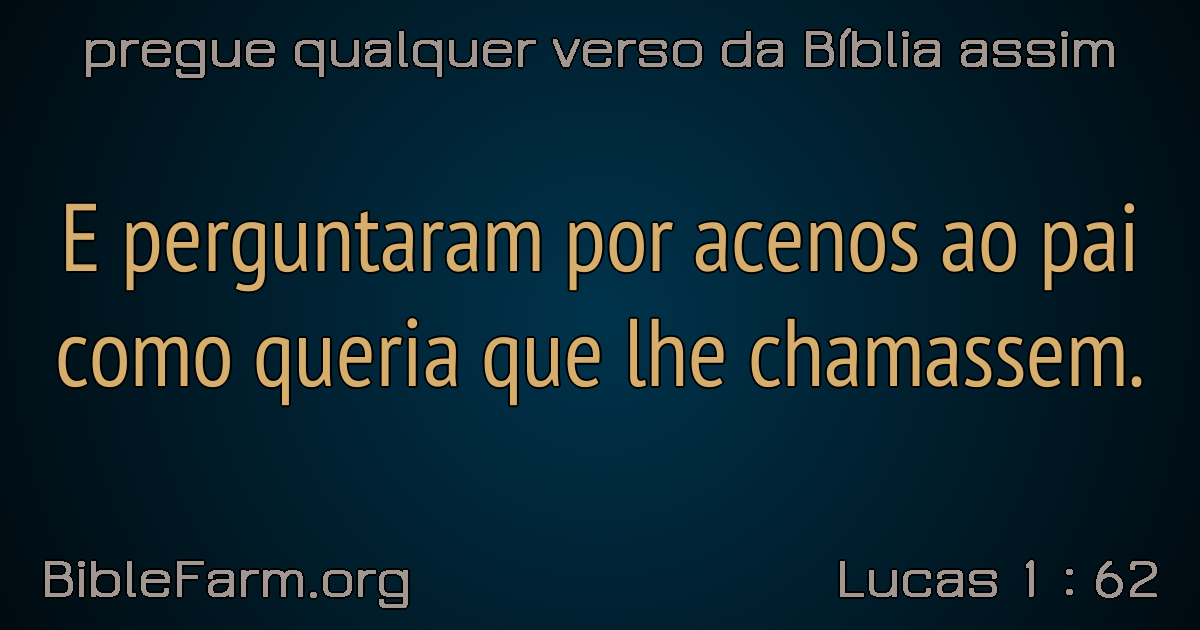 pregue qualquer verso da Bíblia assim
E perguntaram por acenos ao pai
como queria que lhe chamassem.
BibleFarm.org
Lucas 1 : 62